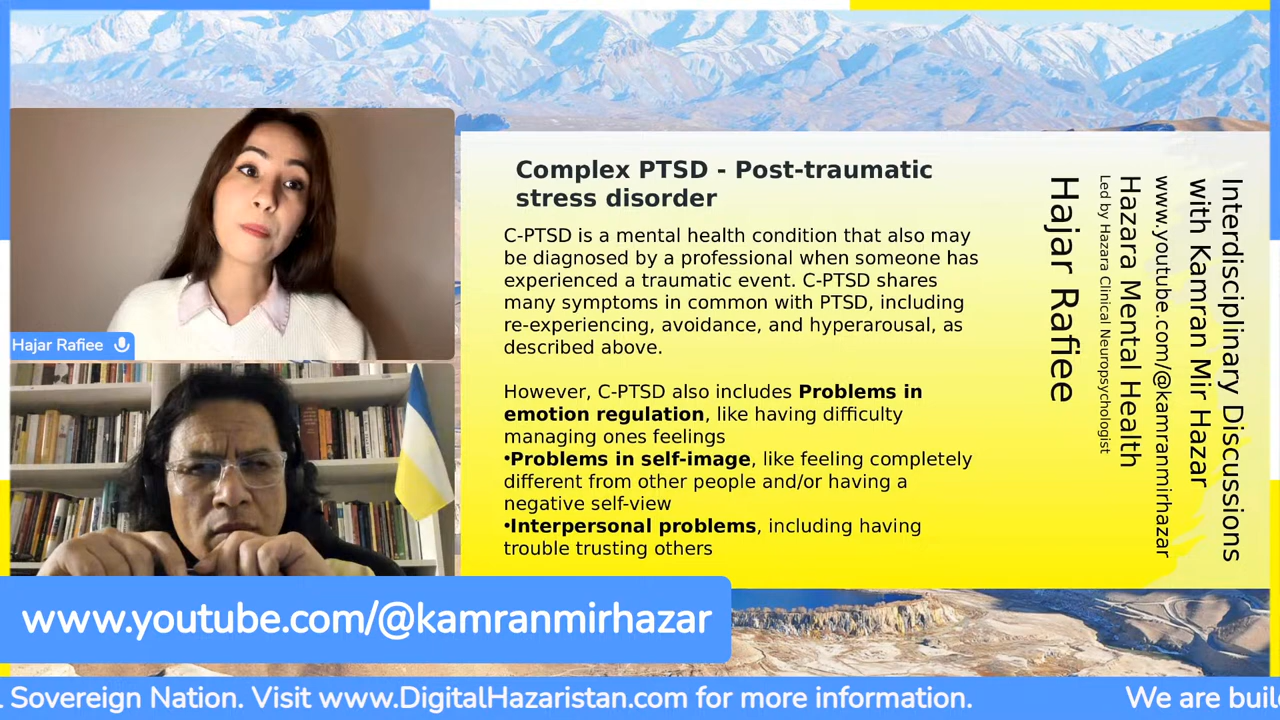 Complex PTSD - Post-traumatic
stress disorder
C-PTSD is a mental health condition that also may
be diagnosed by a professional when someone has
experienced a traumatic event. C-PTSD shares
many symptoms in common with PTSD, including
re-experiencing, avoidance, and hyperarousal, as
described above.
However, C-PTSD also includes Problems in
emotion regulation, like having difficulty
managing ones feelings
•Problems in self-image, like feeling completely
different from other people and/or having a
negative self-view
•Interpersonal problems, including having
trouble trusting others
Interdisciplinary Discussions
with Kamran Mir Hazar
www.youtube.com/@kamranmirhazar
Hazara Mental Health
Led by Hazara Clinical Neuropsychologist
Hajar Rafiee
Hajar Rafiee
www.youtube.com/@kamranmirhazar
. Sovereign Nation. Visit www.DigitalHazaristan.com for more information. We are